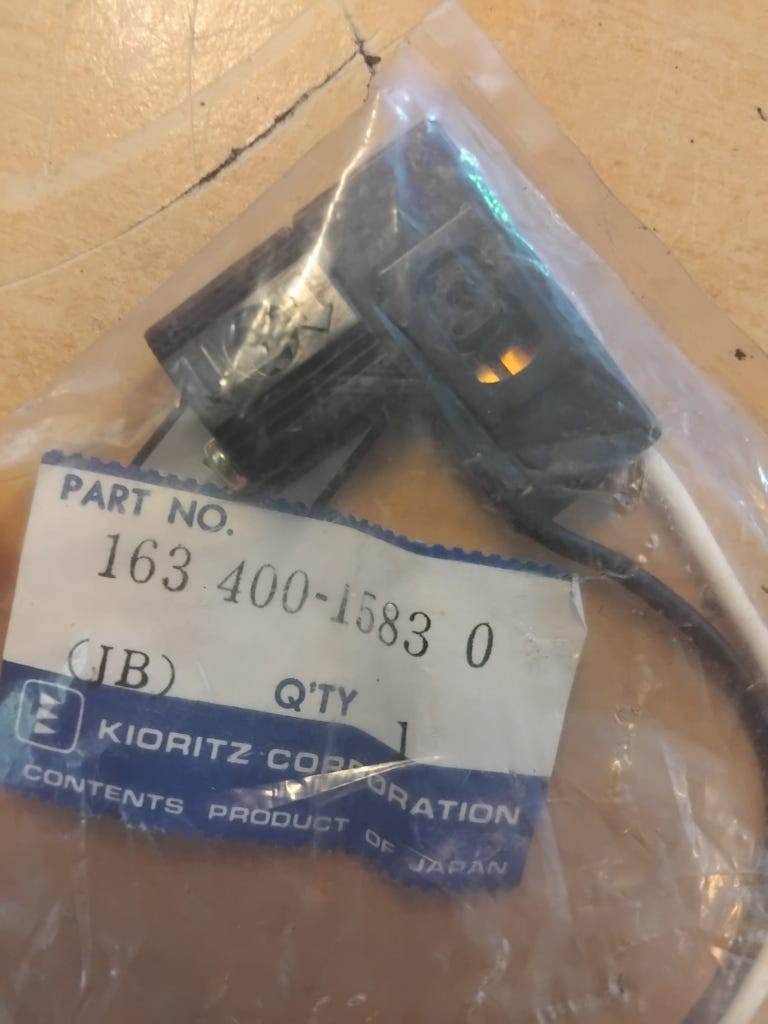 PART NO.
163 400-1583 0
(JB)
Q'TY 1
KIORITZ CORPORATION
CONTENTS PRODUCT OF JAPAN